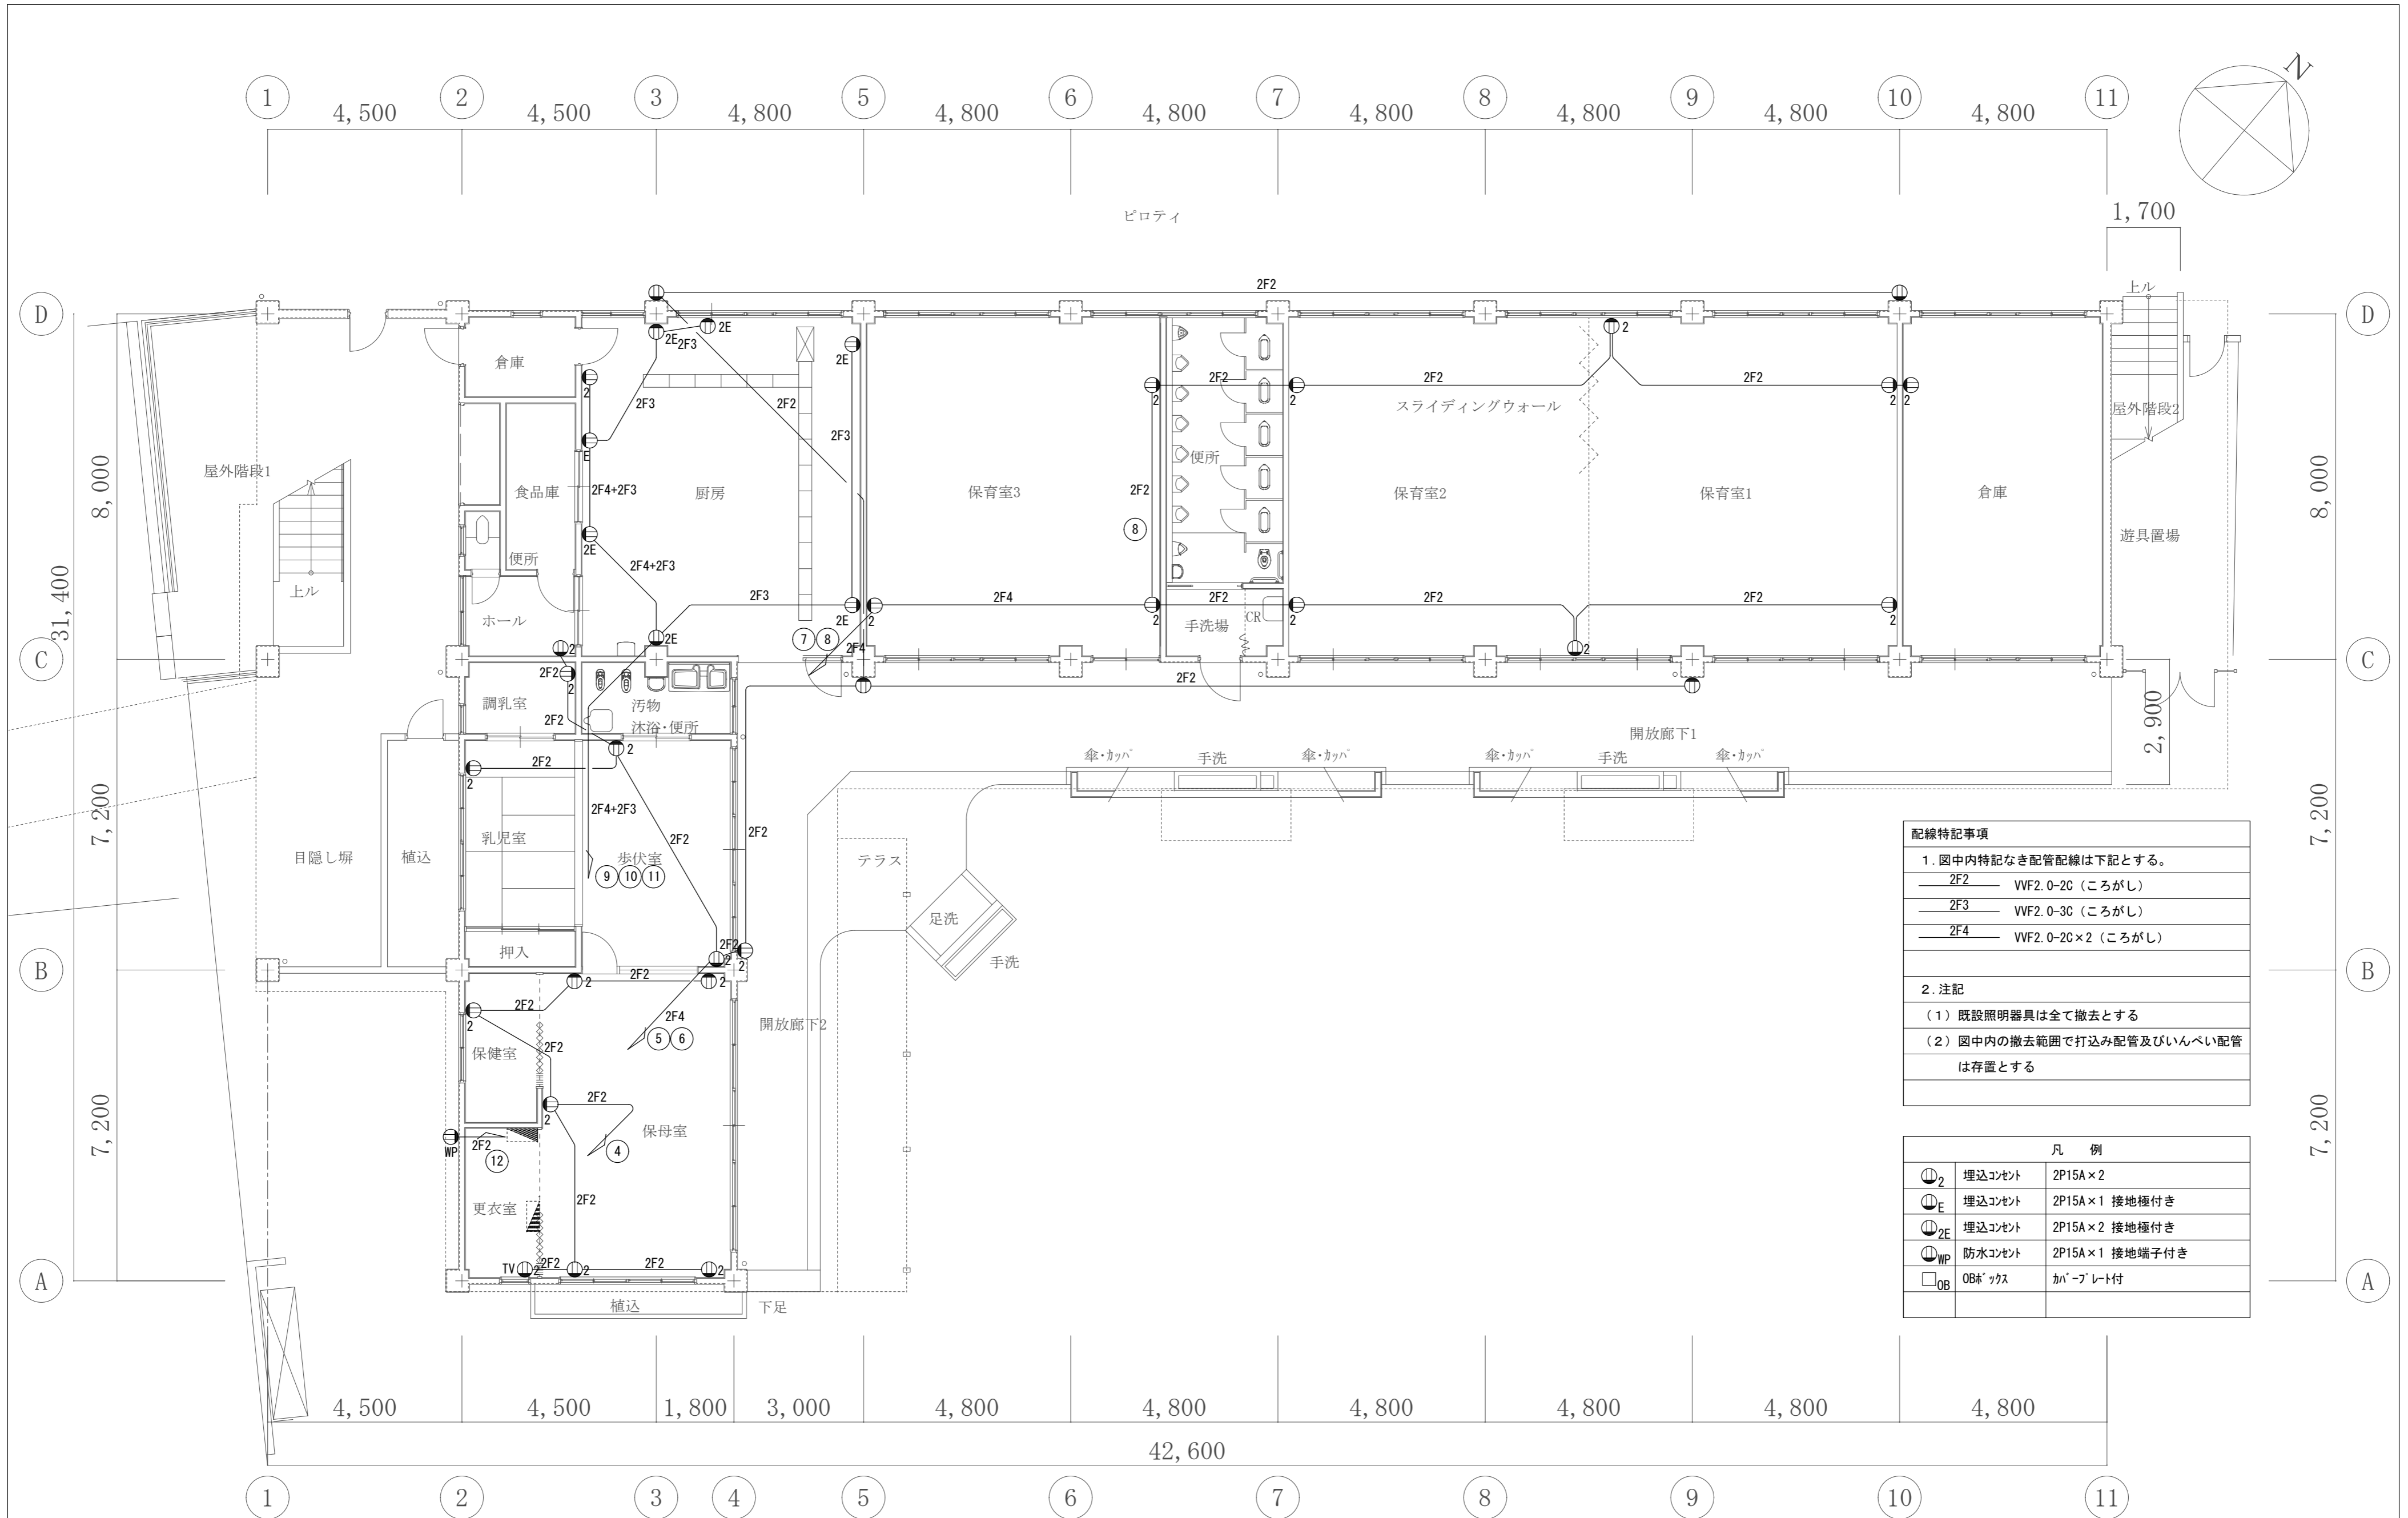 ① ② ③ ⑤ ⑥ ⑦ ⑧ ⑨ ⑩ ⑪
N
4,500 4,500 4,800 4,800 4,800 4,800 4,800 4,800 4,800
ピロティ
1,700
上ル
D D
2F2
2E 2E
2F3
2E
2
倉庫
2
2F2 2F2 2F2
2 2 2 2
2F3
2F2
スライディングウォール
屋外階段2
2F3
E
便所
屋外階段1
8,000
食品庫
2F4+2F3
厨房
保育室3
2F2
保育室2
保育室1
倉庫
8,000
⑧
遊具置場
2E
便所
2F4+2F3
31,400
上ル
2F3
2F4
2F2
2F2
2F2
ホール
2E
2
2
CR
2
2
手洗場
⑦ ⑧
2E
2F4
2
2
C C
2F2
2
2F2
調乳室
2F2
汚物
沐浴・便所
2
2,900
開放廊下1
傘・カッパ 手洗 傘・カッパ 傘・カッパ 手洗 傘・カッパ
2F2
2
7,200
2F4+2F3
7,200
2F2
2F2
乳児室
目隠し塀
植込
歩伏室
テラス
⑨ ⑩ ⑪
足洗
押入
2F2
2
2
手洗
B B
2F2
2 2
2F2
2
2F4
開放廊下2
⑤ ⑥
保健室
2F2
2F2
2
保母室
WP
2F2
⑫
④
7,200
7,200
更衣室
2F2
TV 2 2F2 2 2F2 2
A A
植込
下足
配線特記事項
1.図中内特記なき配管配線は下記とする。
2F2 VVF2.0-2C（ころがし）
2F3 VVF2.0-3C（ころがし）
2F4 VVF2.0-2C×2（ころがし）
2.注記
（1）既設照明器具は全て撤去とする
（2）図中内の撤去範囲で打込み配管及びいんぺい配管
は存置とする
凡 例
2 埋込コンセント 2P15A×2
E 埋込コンセント 2P15A×1 接地極付き
2E 埋込コンセント 2P15A×2 接地極付き
WP 防水コンセント 2P15A×1 接地端子付き
OB OBボックス カバープレート付
4,500 4,500 1,800 3,000 4,800 4,800 4,800 4,800 4,800 4,800
42,600
① ② ③ ④ ⑤ ⑥ ⑦ ⑧ ⑨ ⑩ ⑪